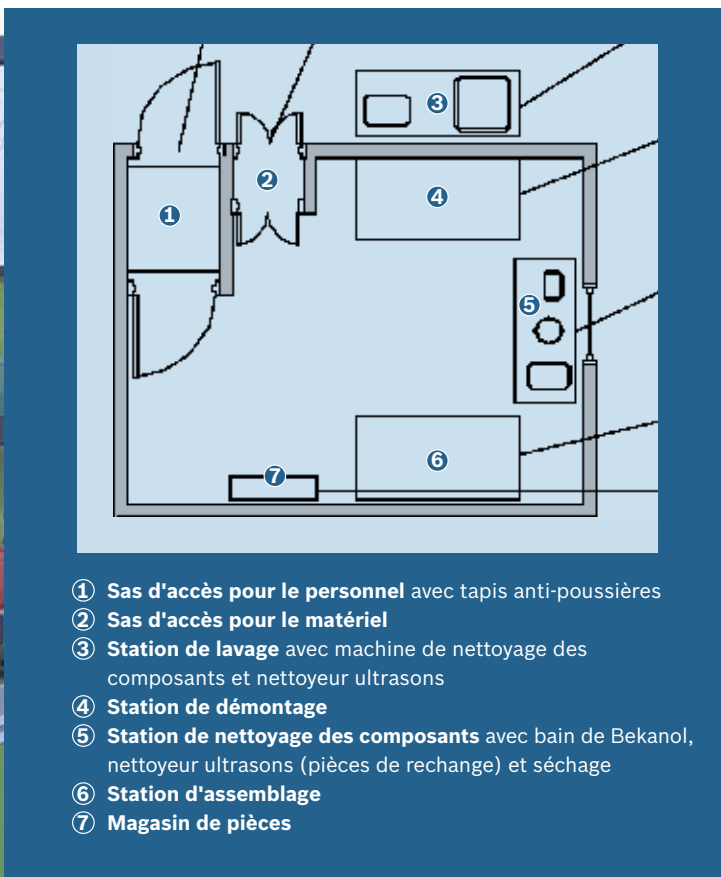 3
2
4
1
5
6
7
1 Sas d'accès pour le personnel avec tapis anti-poussières
2 Sas d'accès pour le matériel
3 Station de lavage avec machine de nettoyage des
composants et nettoyeur ultrasons
4 Station de démontage
5 Station de nettoyage des composants avec bain de Bekanol,
nettoyeur ultrasons (pièces de rechange) et séchage
6 Station d'assemblage
7 Magasin de pièces